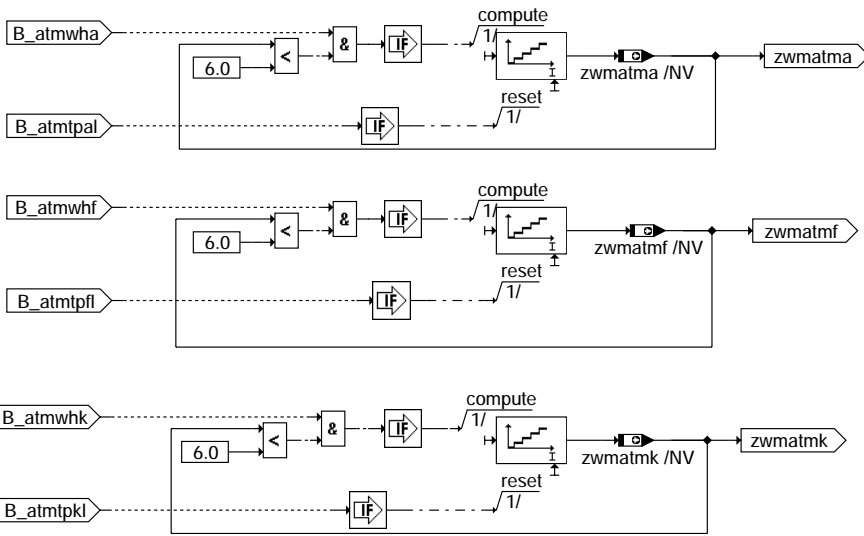 compute
B_atmwha
&
IF
1/
<
6.0
zwmatma
zwmatma /NV
reset
B_atmtpal
IF
1/
compute
B_atmwhf
&
IF
1/
<
6.0
zwmatmf
zwmatmf /NV
reset
B_atmtpfl
IF
1/
compute
B_atmwhk
&
IF
1/
<
6.0
zwmatmk
zwmatmk /NV
reset
B_atmtpkl
IF
1/